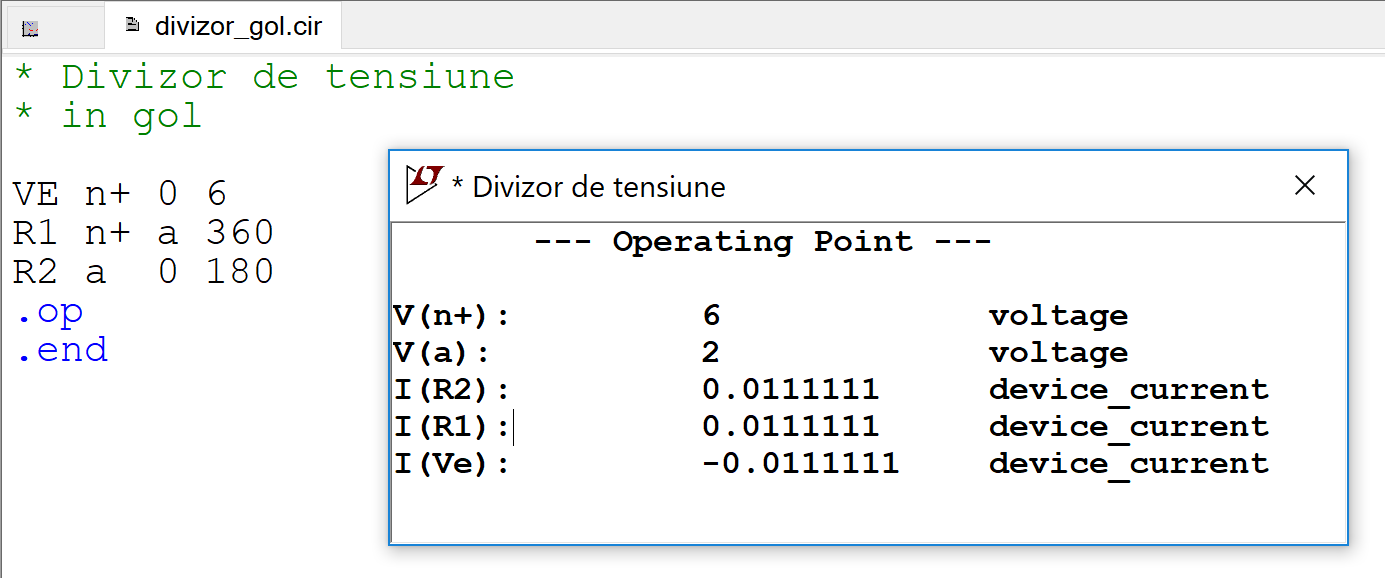 divizor_gol.cir
* Divizor de tensiune
* in gol
VE n+ 0 6
R1 n+ a 360
R2 a 0 180
.op
.end
* Divizor de tensiune
--- Operating Point ---
V(n+): 6 voltage
V(a): 2 voltage
I(R2): 0.0111111 device_current
I(R1): 0.0111111 device_current
I(Ve): -0.0111111 device_current